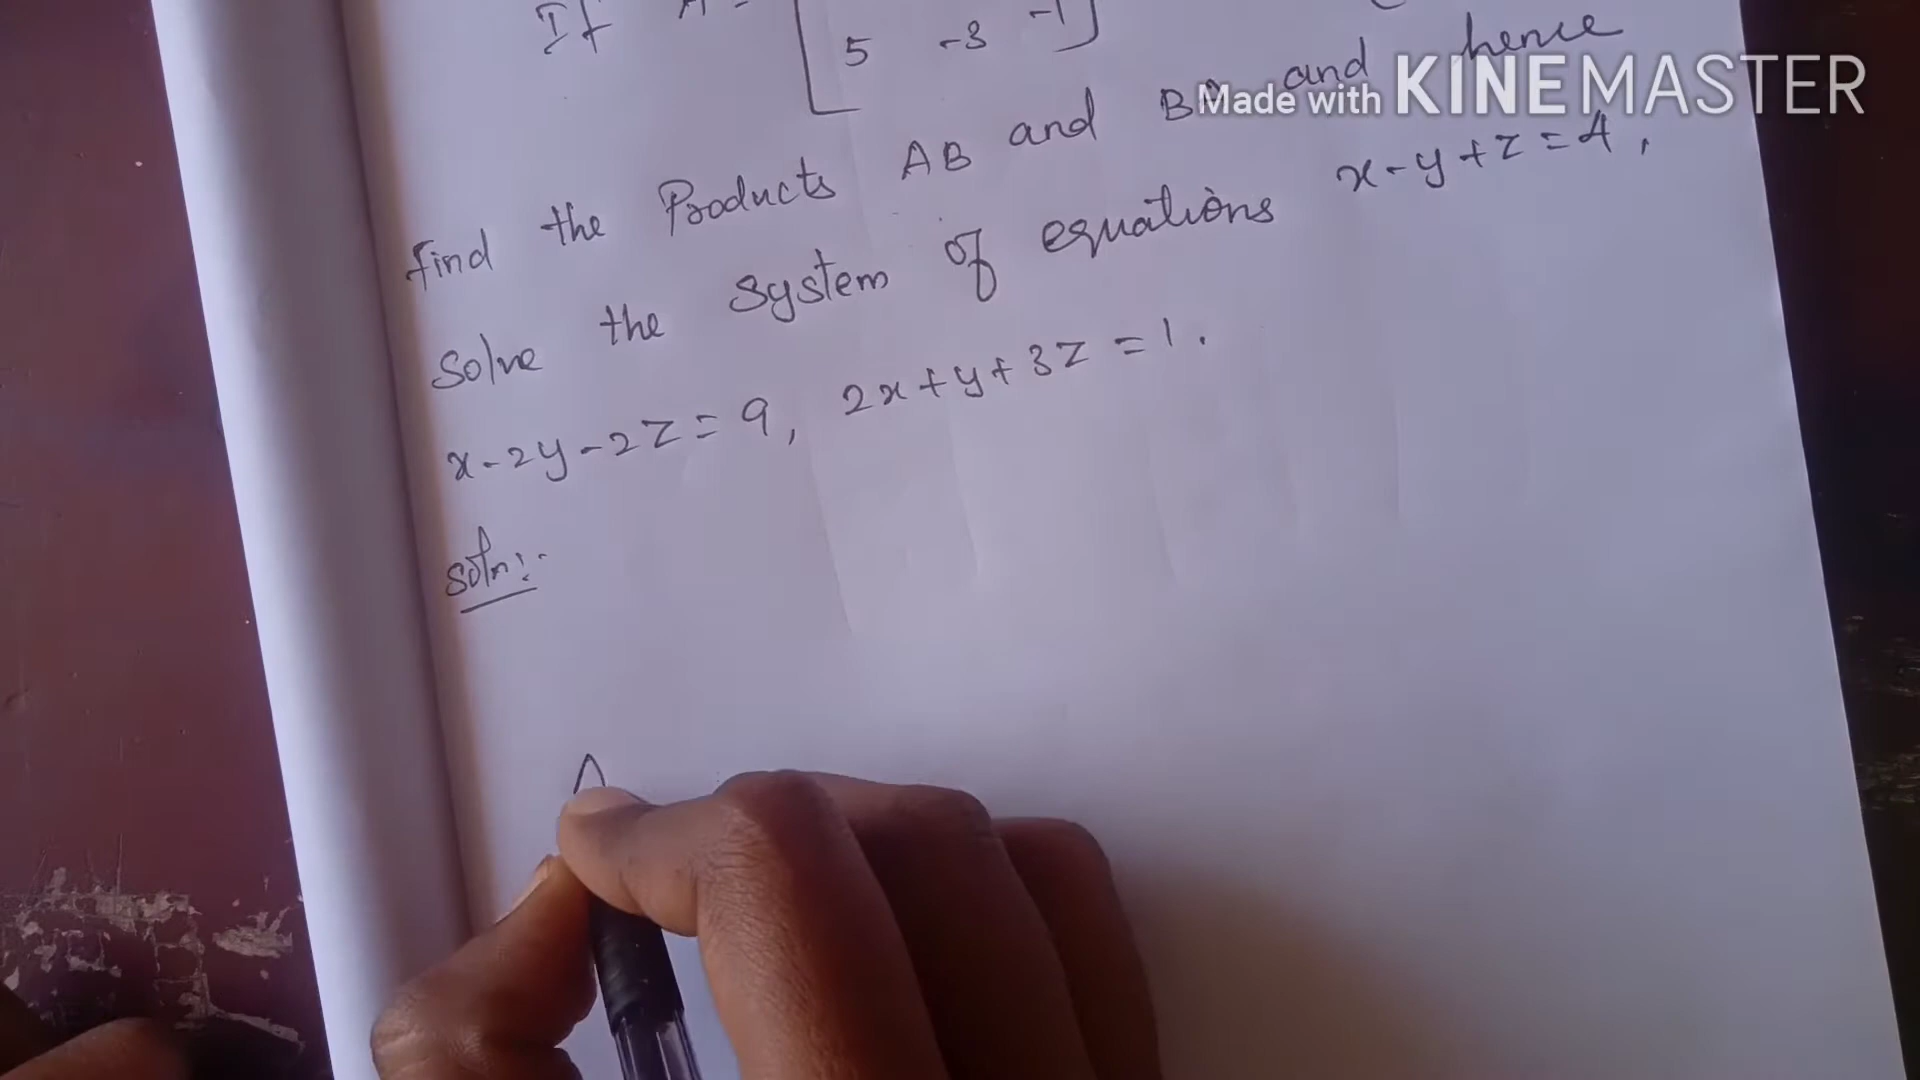 If A =
5 -3 -1
find the Products AB and BA and hence
Solve the System of equations x-y+z=4,
x-2y-2z=9, 2x+y+3z=1.
Soln:-
A
Made with KINEMASTER